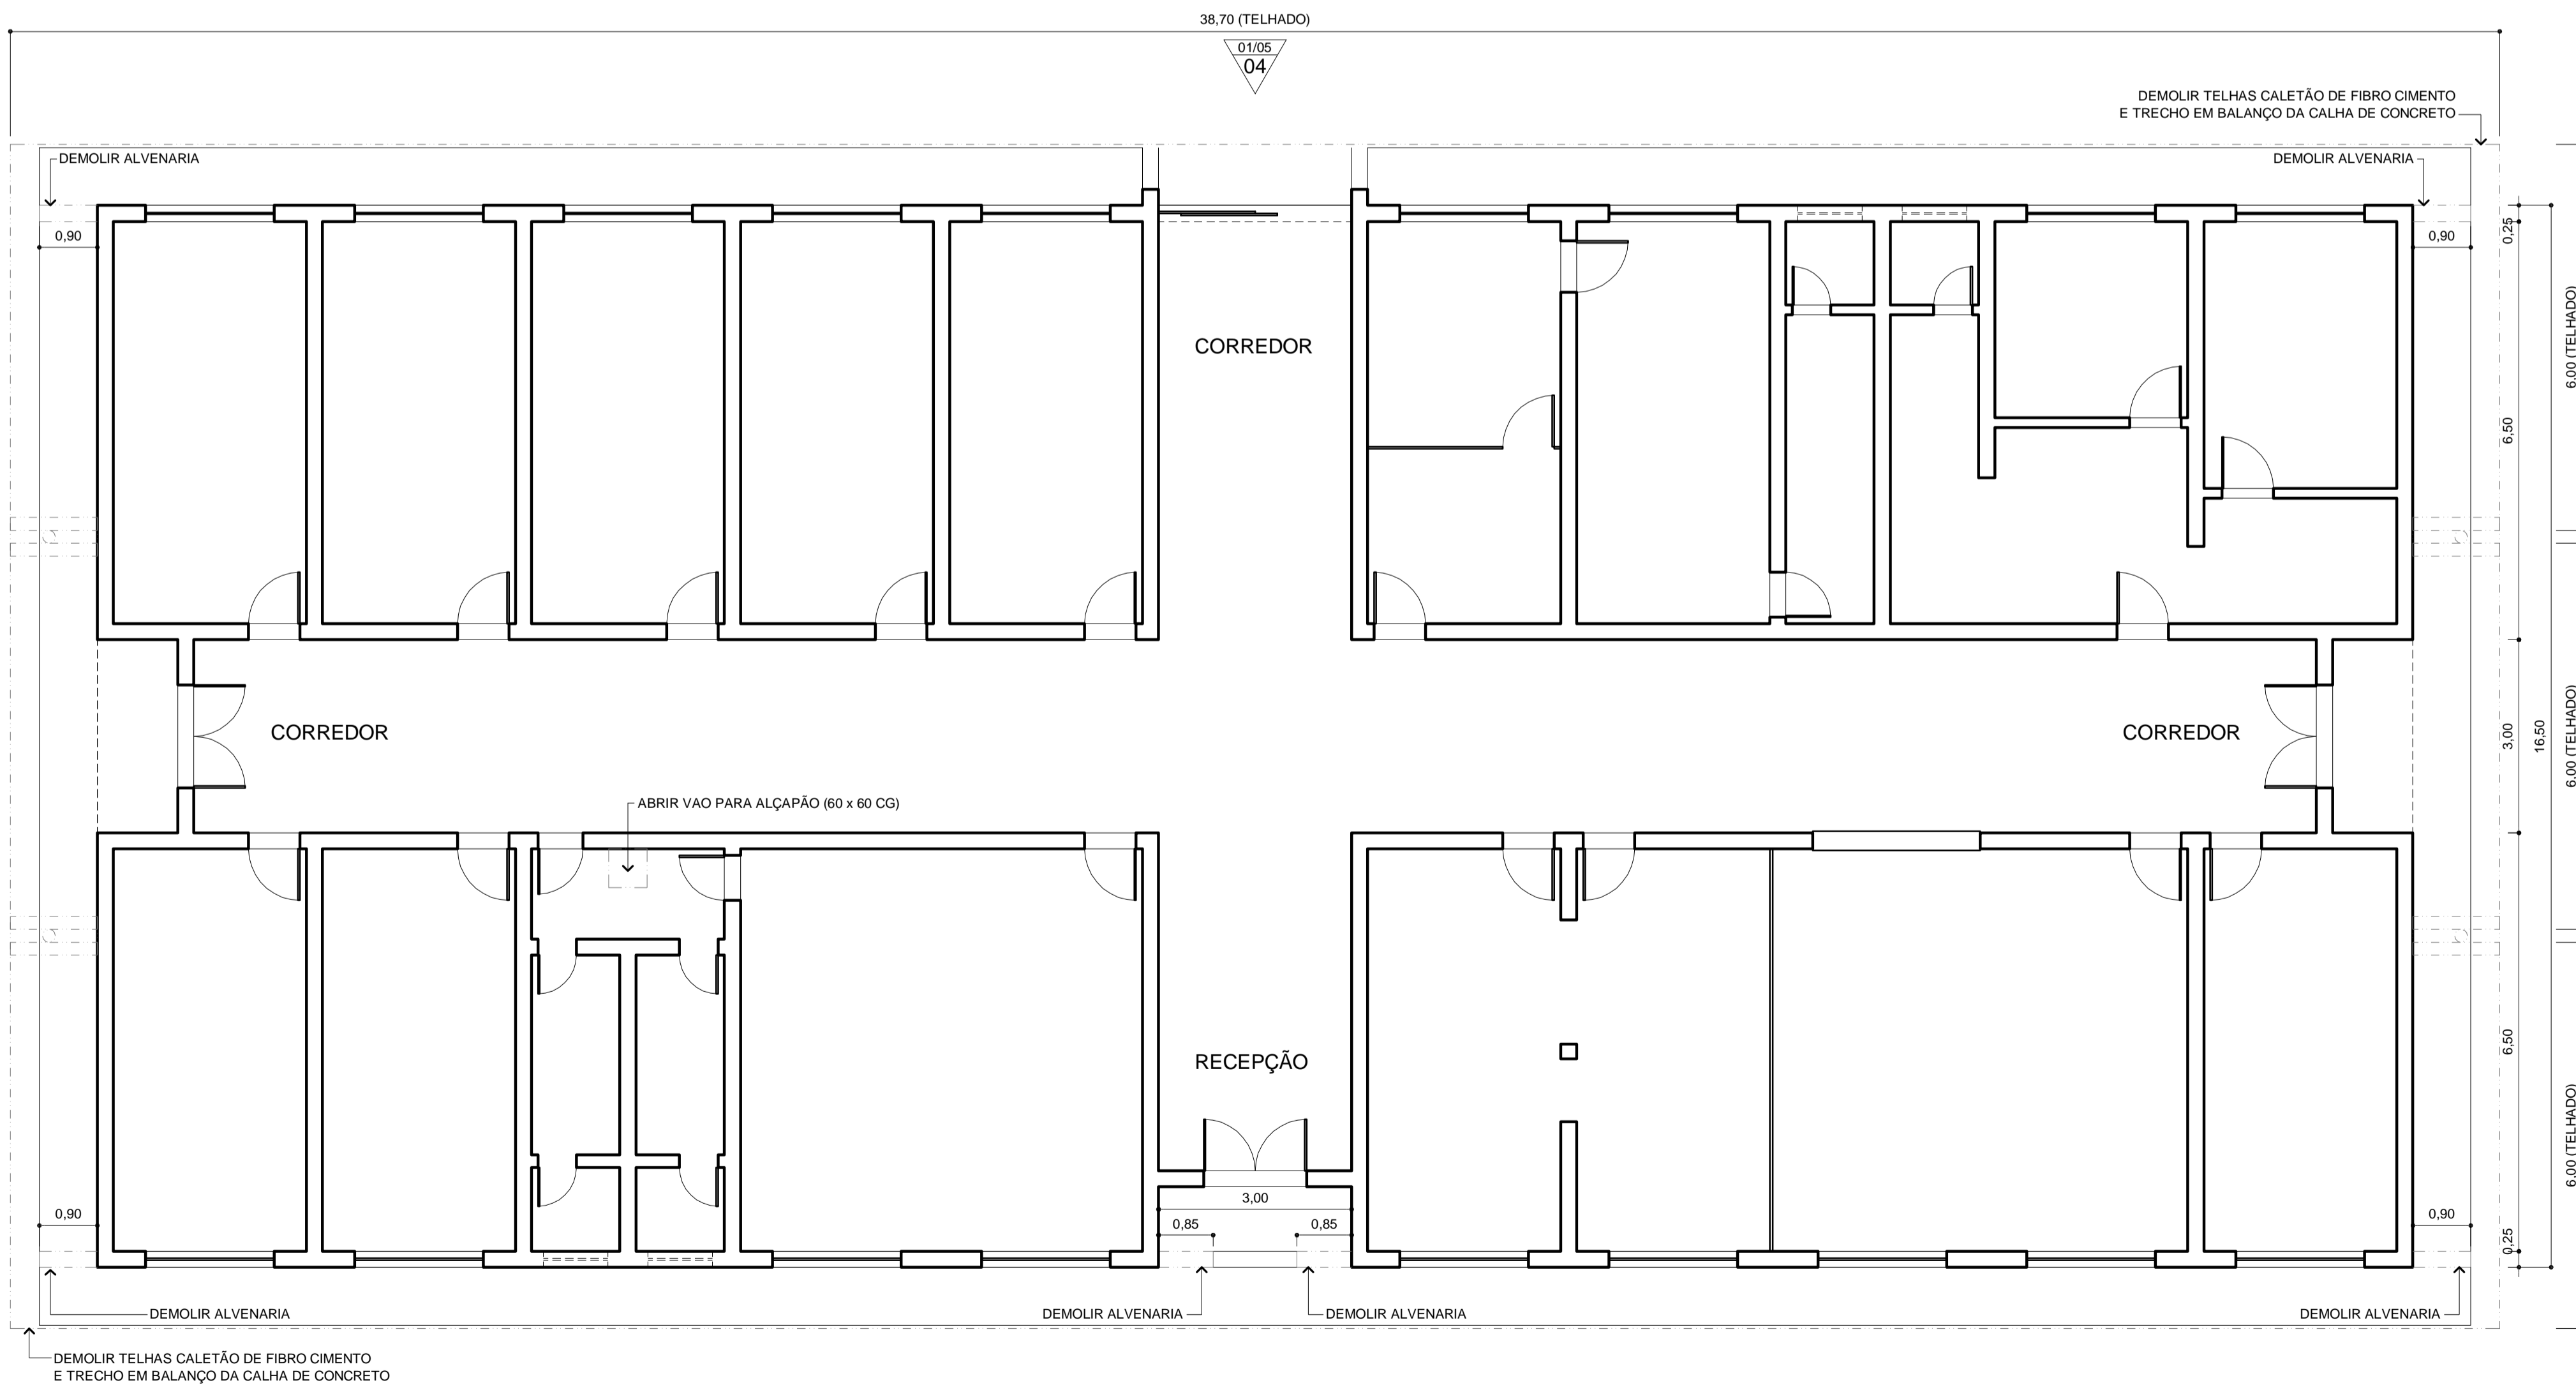 38,70 (TELHADO)
01/05
04
DEMOLIR TELHAS CALETÃO DE FIBRO CIMENTO
E TRECHO EM BALANÇO DA CALHA DE CONCRETO
DEMOLIR ALVENARIA
DEMOLIR ALVENARIA
0,90
0,90
0,25
6,00 (TELHADO)
CORREDOR
6,50
CORREDOR
CORREDOR
3,00
16,50
6,00 (TELHADO)
ABRIR VAO PARA ALÇAPÃO (60 x 60 CG)
RECEPÇÃO
6,50
6,00 (TELHADO)
3,00
0,85
0,85
0,90
0,90
0,25
DEMOLIR ALVENARIA
DEMOLIR ALVENARIA
DEMOLIR ALVENARIA
DEMOLIR ALVENARIA
DEMOLIR TELHAS CALETÃO DE FIBRO CIMENTO
E TRECHO EM BALANÇO DA CALHA DE CONCRETO